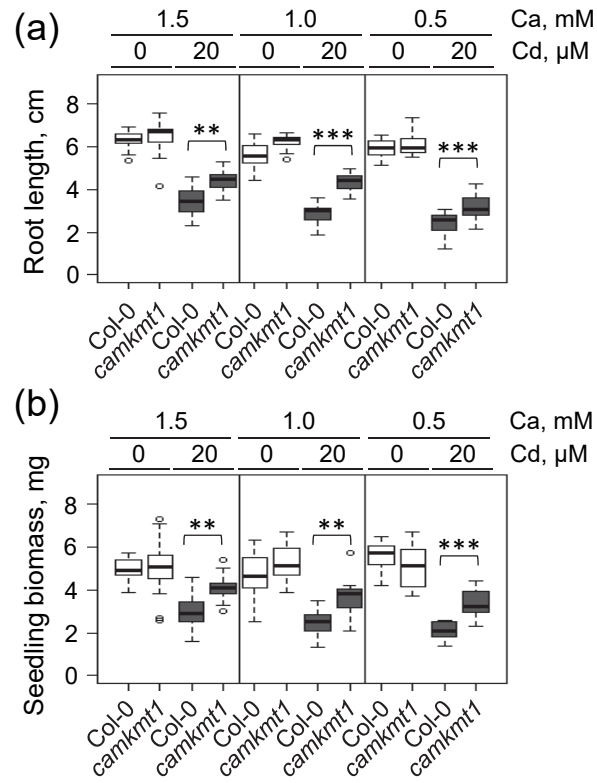 (a)
1.5 1.0 0.5 Ca, mM
0 20 0 20 0 20 Cd, µM
Root length, cm
8
6
4
2
0
** *** ***
Col-0 camkmt1 Col-0 camkmt1 Col-0 camkmt1 Col-0 camkmt1 Col-0 camkmt1 Col-0 camkmt1
(b)
1.5 1.0 0.5 Ca, mM
0 20 0 20 0 20 Cd, µM
Seedling biomass, mg
8
6
4
2
0
** ** ***
Col-0 camkmt1 Col-0 camkmt1 Col-0 camkmt1 Col-0 camkmt1 Col-0 camkmt1 Col-0 camkmt1